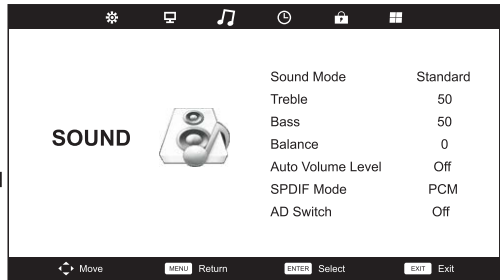 SOUND
Sound Mode Standard
Treble 50
Bass 50
Balance 0
Auto Volume Level Off
SPDIF Mode PCM
AD Switch Off
Move MENU Return ENTER Select EXIT Exit